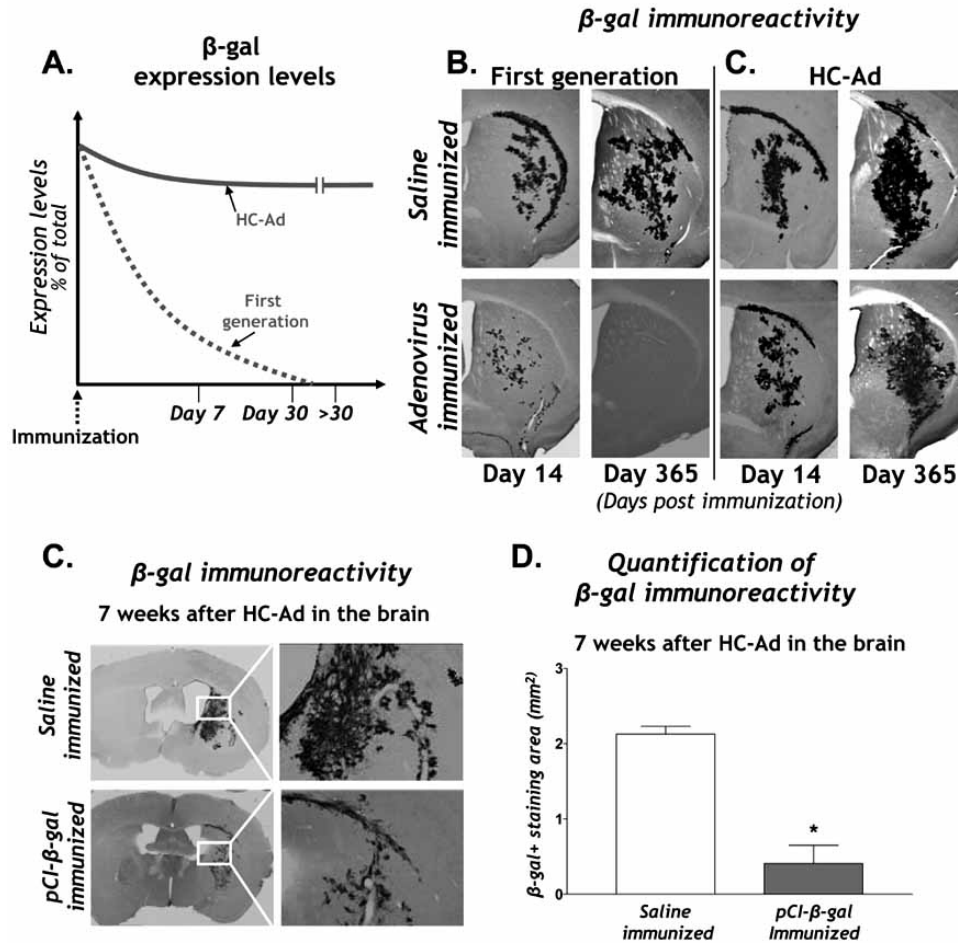 β-gal immunoreactivity
A.
β-gal
expression levels
Expression levels
% of total
HC-Ad
First
generation
Day 7
Day 30
>30
Immunization
B.
First generation
C.
HC-Ad
Saline
immunized
Adenovirus
immunized
Day 14
Day 365
Day 14
Day 365
(Days post immunization)
C.
β-gal immunoreactivity
7 weeks after HC-Ad in the brain
Saline
immunized
pCI-β-gal
immunized
D.
Quantification of
β-gal immunoreactivity
7 weeks after HC-Ad in the brain
β-gal+ staining area (mm²)
3
2
1
0
*
Saline
immunized
pCI-β-gal
Immunized